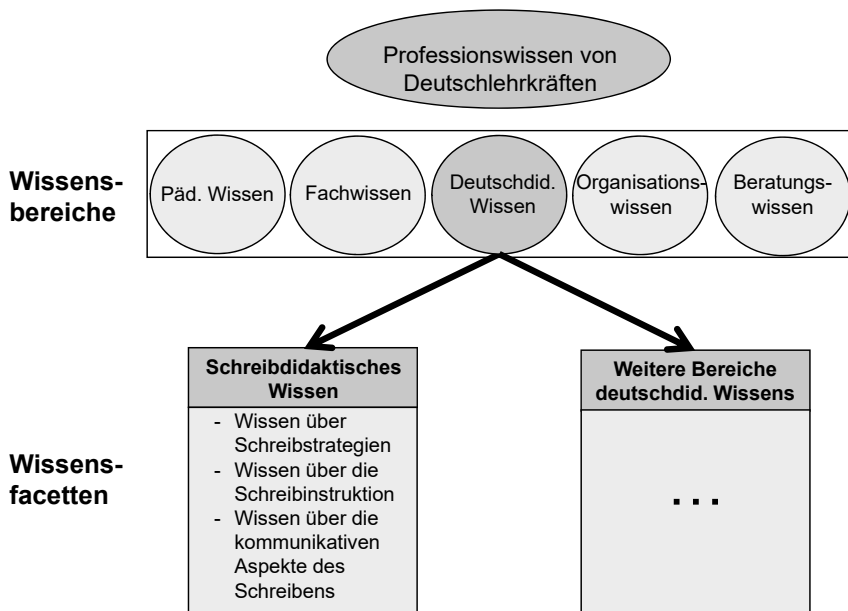 Professionswissen von
Deutschlehrkräften
Wissens-
bereiche
Päd. Wissen
Fachwissen
Deutschdid.
Wissen
Organisations-
wissen
Beratungs-
wissen
Schreibdidaktisches
Wissen
Weitere Bereiche
deutschdid. Wissens
Wissens-
facetten
- Wissen über
Schreibstrategien
- Wissen über die
Schreibinstruktion
- Wissen über die
kommunikativen
Aspekte des
Schreibens
...